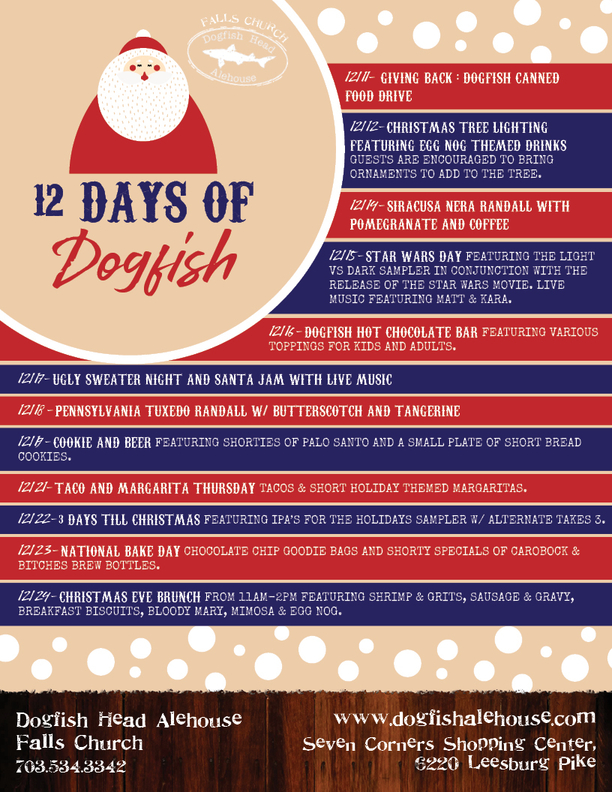 FALLS CHURCH
Dogfish Head
Alehouse
12 DAYS OF
Dogfish
12/11- GIVING BACK : DOGFISH CANNED
FOOD DRIVE
12/12- CHRISTMAS TREE LIGHTING
FEATURING EGG NOG THEMED DRINKS
GUESTS ARE ENCOURAGED TO BRING
ORNAMENTS TO ADD TO THE TREE.
12/14- SIRACUSA NERA RANDALL WITH
POMEGRANATE AND COFFEE
12/15- STAR WARS DAY FEATURING THE LIGHT
VS DARK SAMPLER IN CONJUNCTION WITH THE
RELEASE OF THE STAR WARS MOVIE. LIVE
MUSIC FEATURING MATT & KARA.
12/16- DOGFISH HOT CHOCOLATE BAR FEATURING VARIOUS
TOPPINGS FOR KIDS AND ADULTS.
12/17- UGLY SWEATER NIGHT AND SANTA JAM WITH LIVE MUSIC
12/18- PENNSYLVANIA TUXEDO RANDALL W/ BUTTERSCOTCH AND TANGERINE
COOKIE AND BEER FEATURING SHORTIES OF PALO SANTO AND A SMALL PLATE OF SHORT BREAD
COOKIES.
12/21- TACO AND MARGARITA THURSDAY TACOS & SHORT HOLIDAY THEMED MARGARITAS.
12/22- 3 DAYS TILL CHRISTMAS FEATURING IPA'S FOR THE HOLIDAYS SAMPLER W/ ALTERNATE TAKES 3.
12/23- NATIONAL BAKE DAY CHOCOLATE CHIP GOODIE BAGS AND SHORTY SPECIALS OF CAROBOCK &
BITCHES BREW BOTTLES.
12/24- CHRISTMAS EVE BRUNCH FROM 11AM-2PM FEATURING SHRIMP & GRITS, SAUSAGE & GRAVY,
BREAKFAST BISCUITS, BLOODY MARY, MIMOSA & EGG NOG.
Dogfish Head Alehouse
Falls Church
703.534.3342
www.dogfishalehouse.com
Seven Corners Shopping Center,
6220 Leesburg Pike